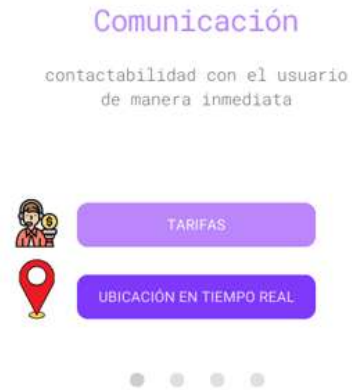 Comunicación
contactabilidad con el usuario
de manera inmediata
TARIFAS
UBICACIÓN EN TIEMPO REAL